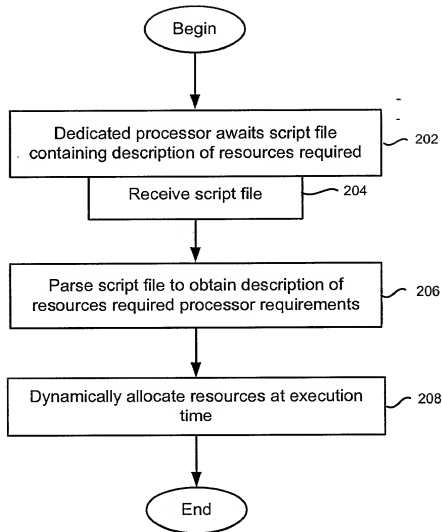 Begin
Dedicated processor awaits script file
containing description of resources required
202
Receive script file
204
Parse script file to obtain description of
resources required processor requirements
206
Dynamically allocate resources at execution
time
208
End